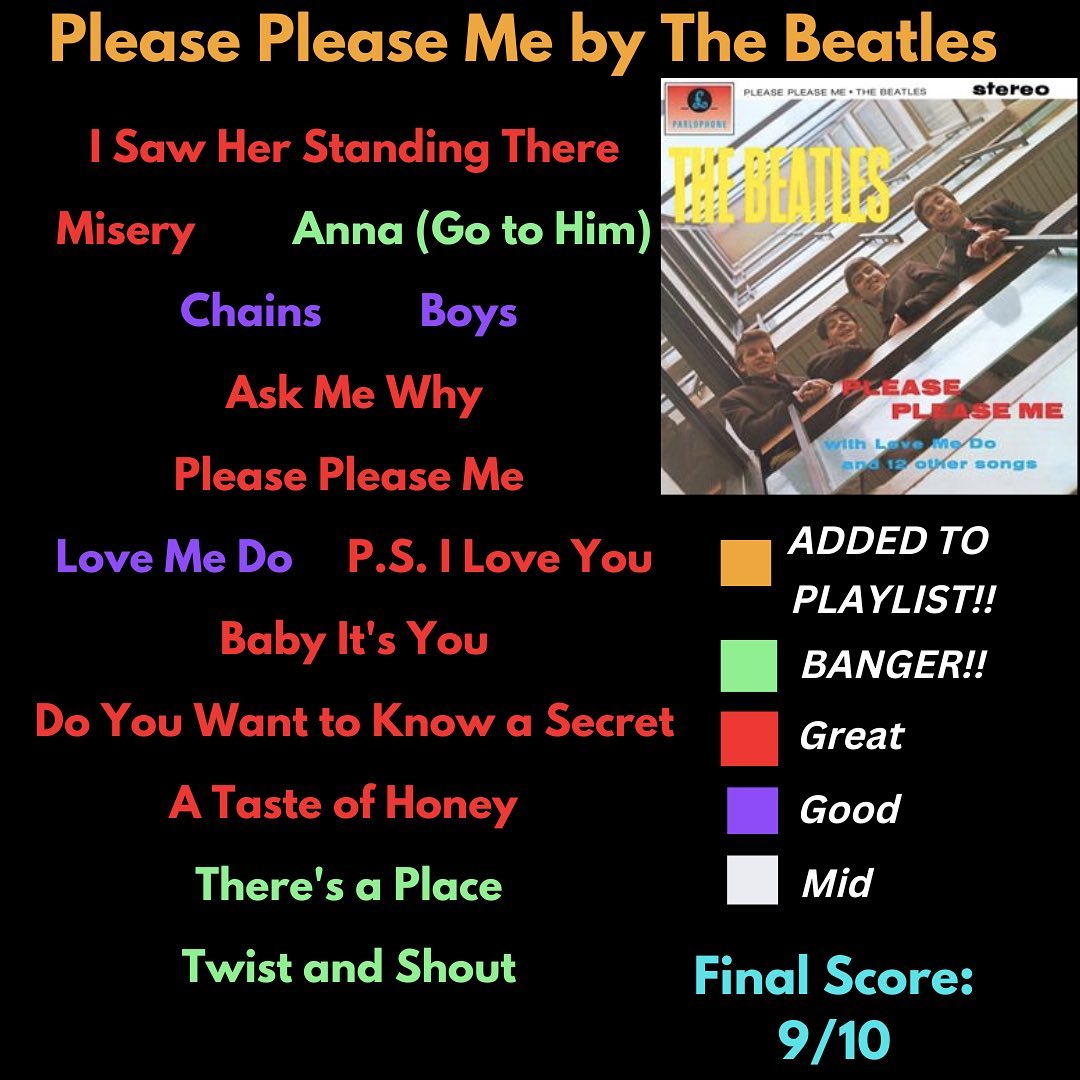 Please Please Me by The Beatles
PARLOPHONE
PLEASE PLEASE ME • THE BEATLES
stereo
THE BEATLES
PLEASE
PLEASE ME
with Love Me Do
and 12 other songs
I Saw Her Standing There
Misery Anna (Go to Him)
Chains Boys
Ask Me Why
Please Please Me
Love Me Do P.S. I Love You
Baby It's You
Do You Want to Know a Secret
A Taste of Honey
There's a Place
Twist and Shout
ADDED TO
PLAYLIST!!
BANGER!!
Great
Good
Mid
Final Score:
9/10